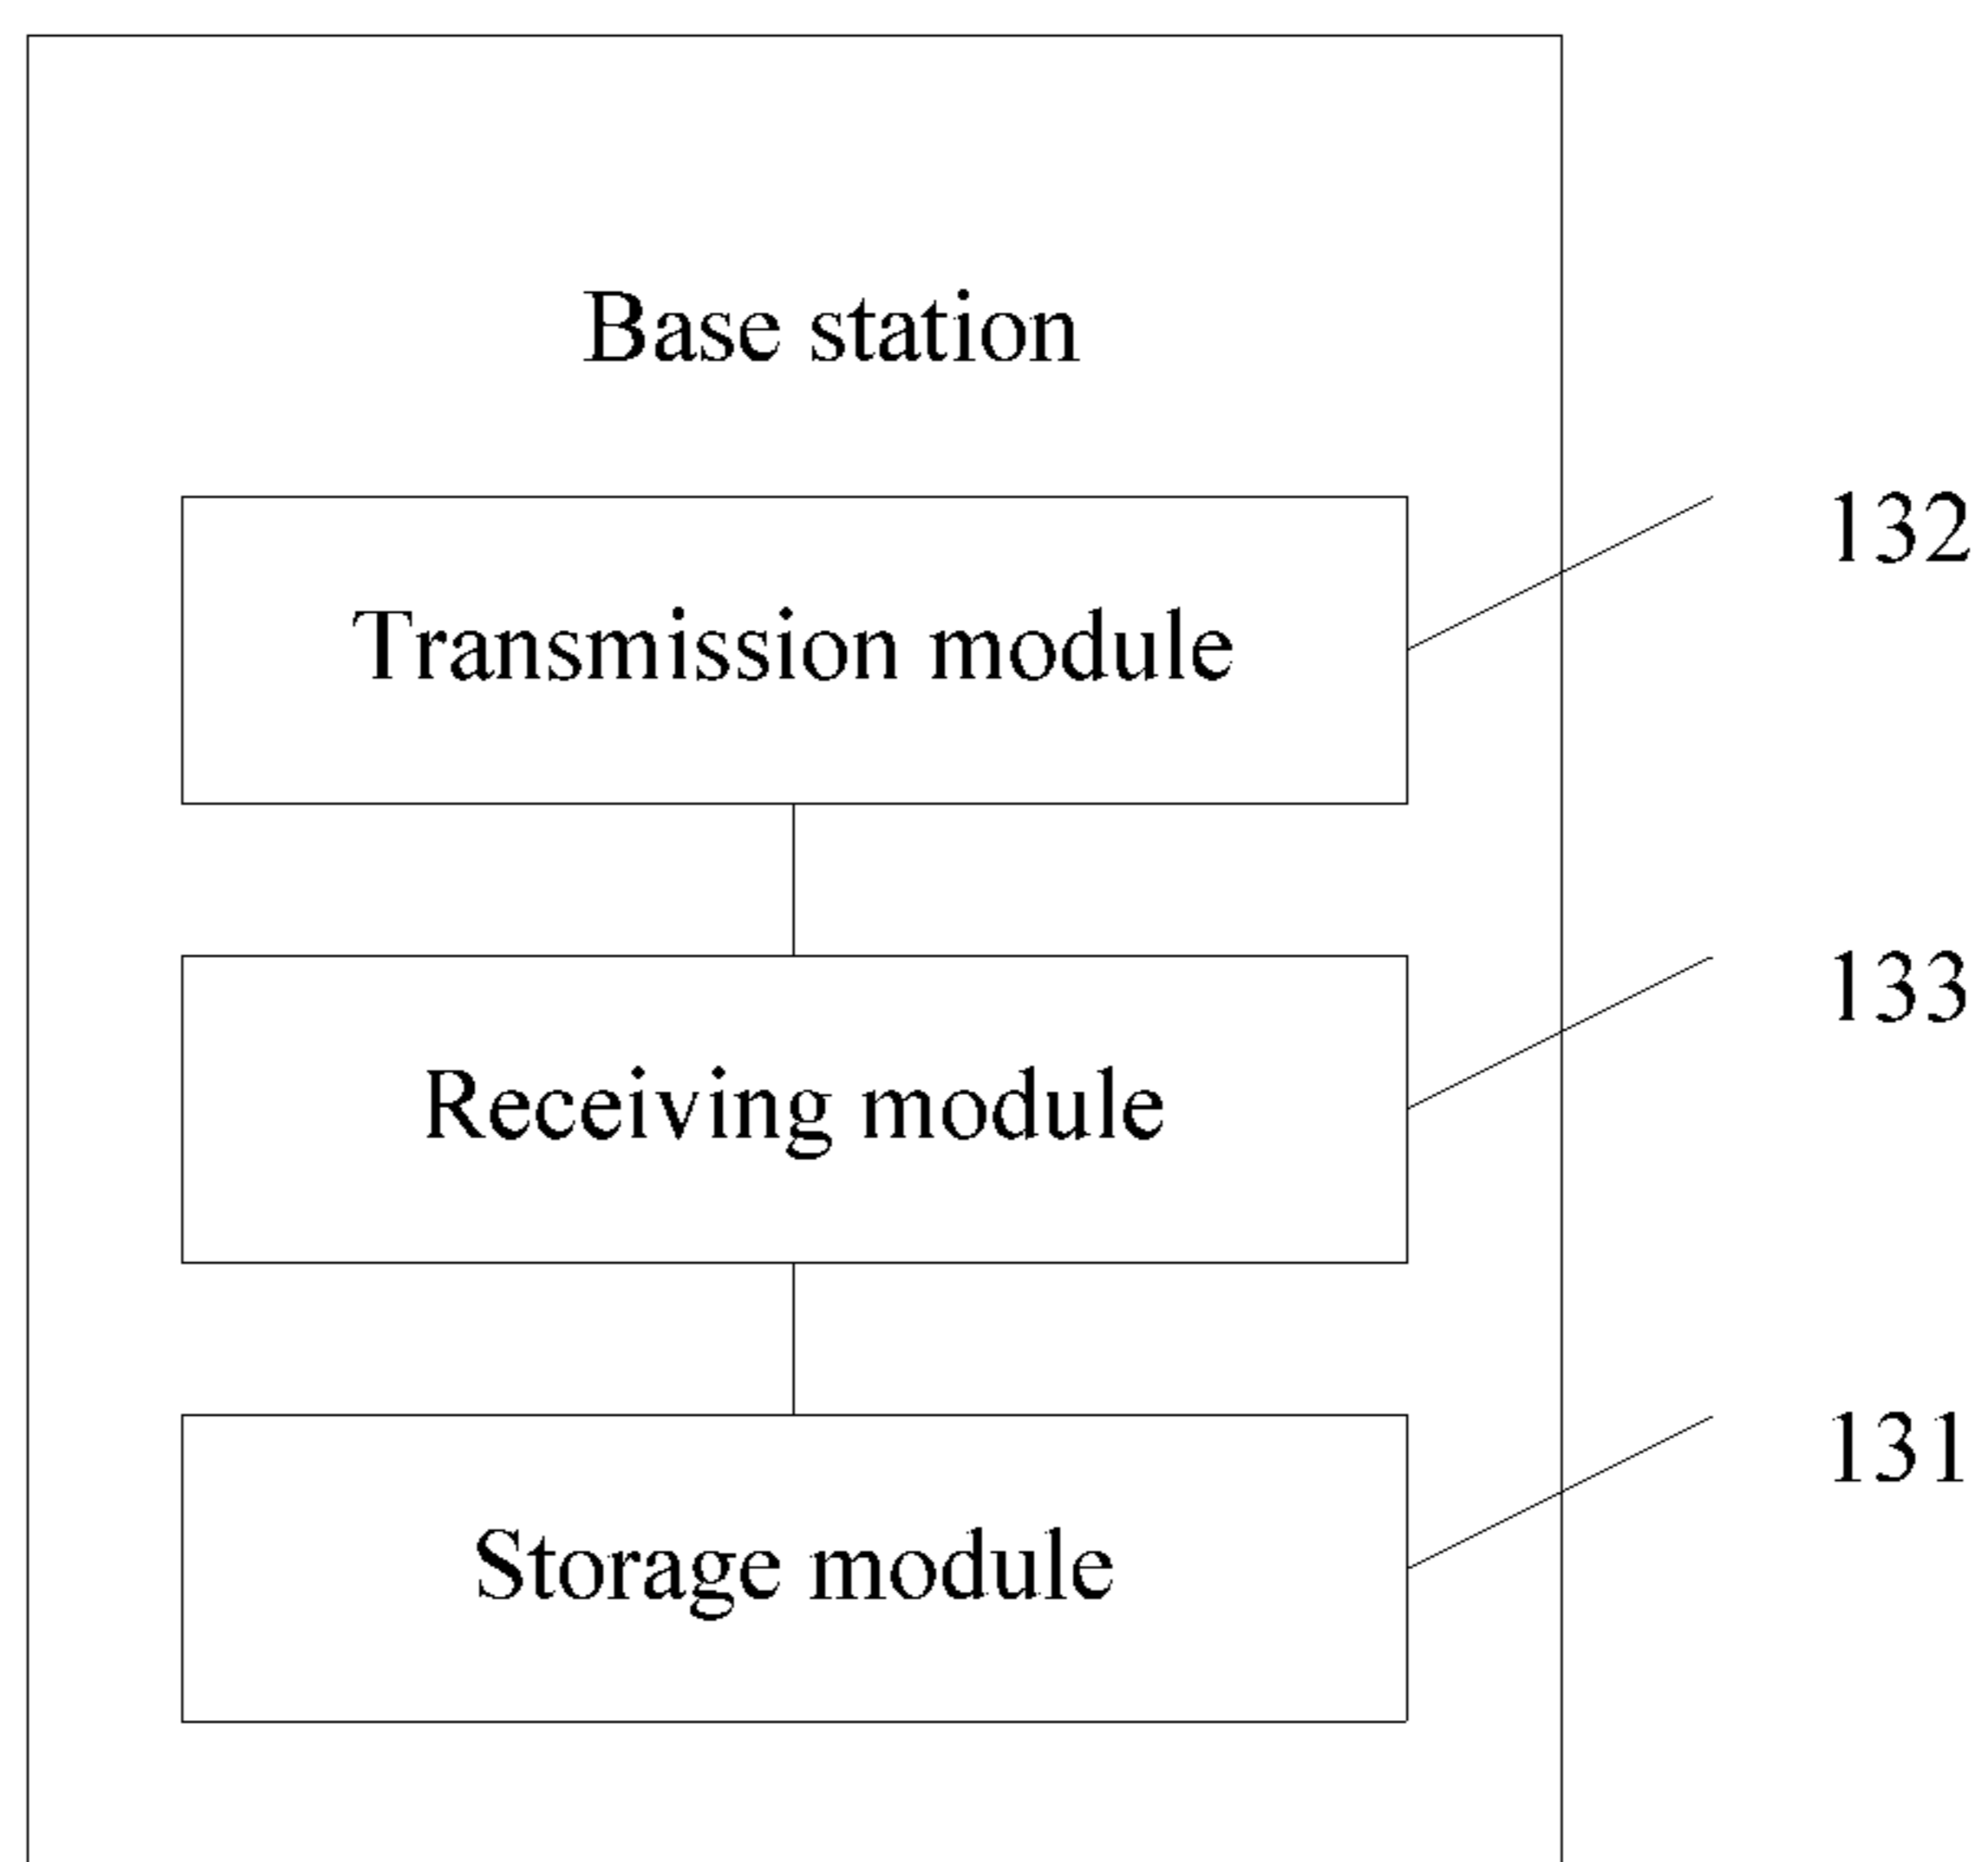 Base station
132
Transmission module
133
Receiving module
131
Storage module